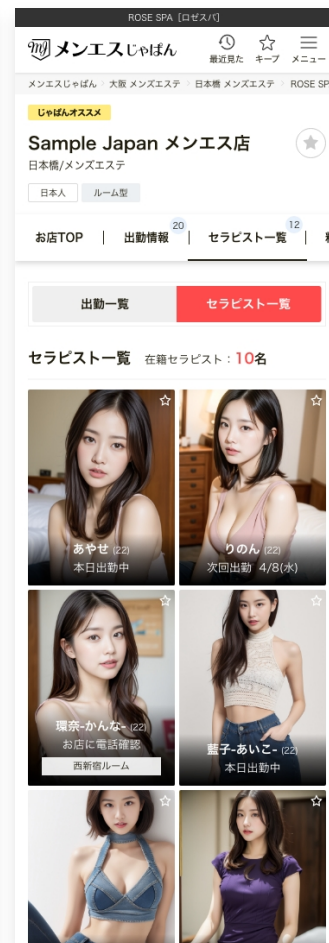 ROSE SPA［ロゼスパ］
メンエスじゃぱん
最近見た
キープ
メニュー
メンエスじゃぱん
大阪 メンズエステ
日本橋 メンズエステ
ROSE SP
じゃぱんオススメ
Sample Japan メンエス店
日本橋/メンズエステ
日本人
ルーム型
お店TOP
出勤情報
20
セラピスト一覧
12
出勤一覧
セラピスト一覧
セラピスト一覧 在籍セラピスト：10名
あやせ (22)
本日出勤中
りのん (22)
次回出勤 4/8(水)
環奈-かんな- (22)
お店に電話確認
西新宿ルーム
藍子-あいこ- (22)
本日出勤中